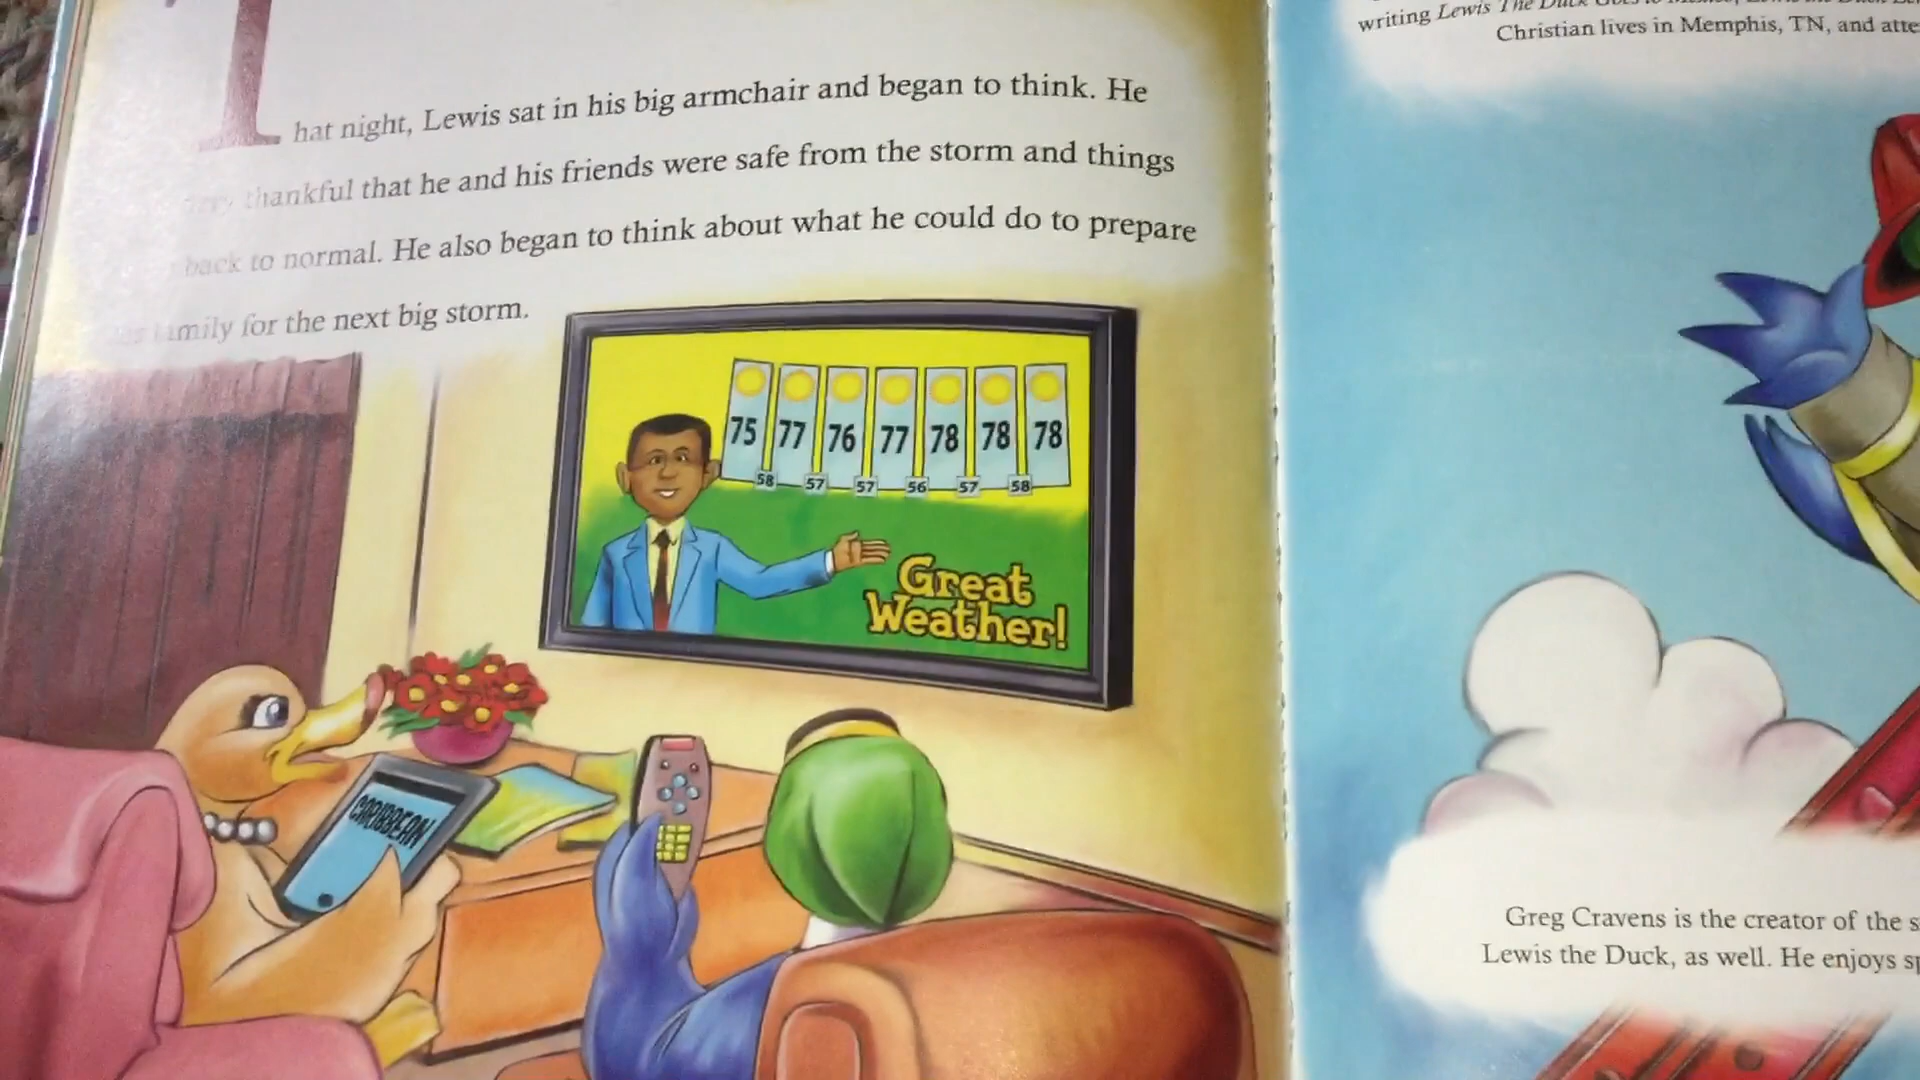 That night, Lewis sat in his big armchair and began to think. He
thankful that he and his friends were safe from the storm and things
back to normal. He also began to think about what he could do to prepare
family for the next big storm.
75 77 76 77 78 78 78
58 57 57 56 57 58
Great
Weather!
CARIBBEAN
writing Lewis The Duck
Christian lives in Memphis, TN, and
Greg Cravens is the creator of the
Lewis the Duck, as well. He enjoys